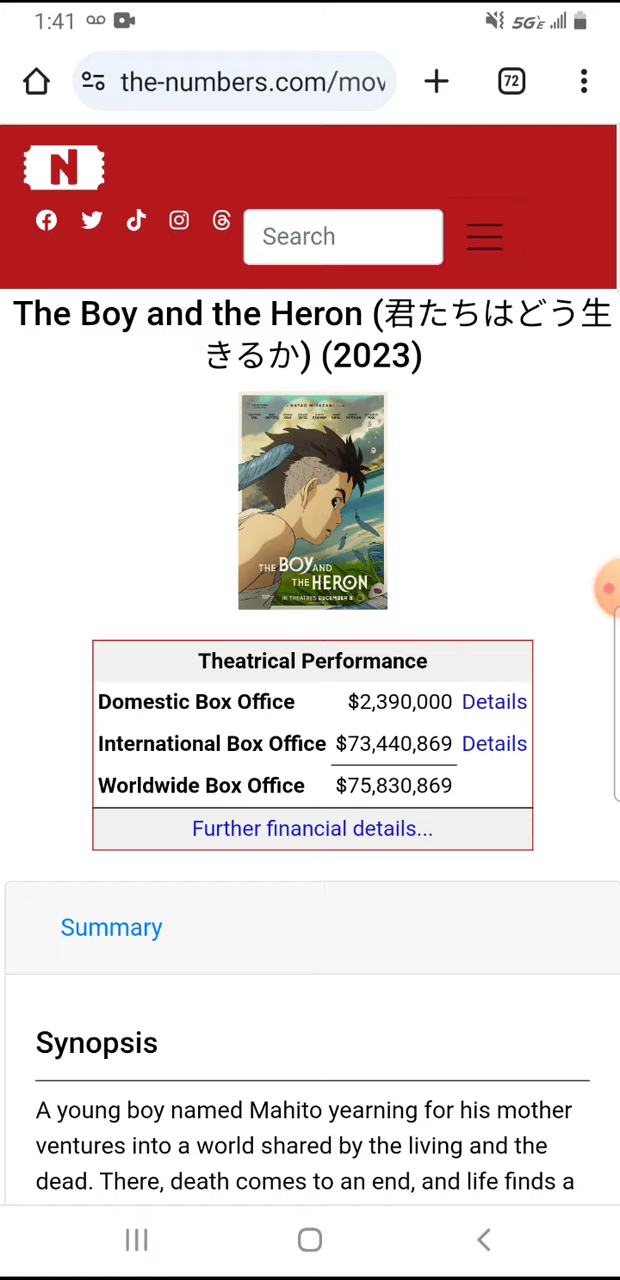 1:41
5GE
the-numbers.com/mov
72
N
Search
The Boy and the Heron (君たちはどう生
きるか) (2023)
HAYAO MIYAZAKI
THE BOY AND
THE HERON
IN THEATRES DECEMBER 8
Theatrical Performance
Domestic Box Office $2,390,000 Details
International Box Office $73,440,869 Details
Worldwide Box Office $75,830,869
Further financial details...
Summary
Synopsis
A young boy named Mahito yearning for his mother
ventures into a world shared by the living and the
dead. There, death comes to an end, and life finds a